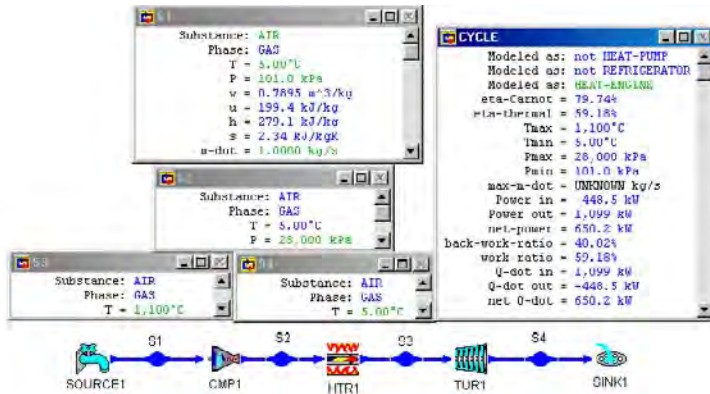 S1
Substance: AIR
Phase: GAS
T = 5.00°C
P = 101.0 kPa
v = 0.7895 m^3/kg
u = 199.4 kJ/kg
h = 279.1 kJ/kg
s = 2.34 kJ/kgK
m-dot = 1.0000 kg/s
CYCLE
Modeled as: not HEAT-PUMP
Modeled as: not REFRIGERATOR
Modeled as: HEAT-ENGINE
eta-Carnot = 79.74%
eta-thermal = 59.18%
Tmax = 1,100°C
Tmin = 5.00°C
Pmax = 28,000 kPa
Pmin = 101.0 kPa
max-m-dot = UNKNOWN kg/s
Power in = -448.5 kW
Power out = 1,099 kW
net-power = 650.2 kW
back-work-ratio = 40.02%
work-ratio = 59.18%
Q-dot in = 1,099 kW
Q-dot out = -448.5 kW
net Q-dot = 650.2 kW
S2
Substance: AIR
Phase: GAS
T = 5.00°C
P = 28,000 kPa
S3
Substance: AIR
Phase: GAS
T = 1,100°C
S4
Substance: AIR
Phase: GAS
T = 5.00°C
S1
S2
S3
S4
SOURCE1
CMP1
HTR1
TUR1
SINK1